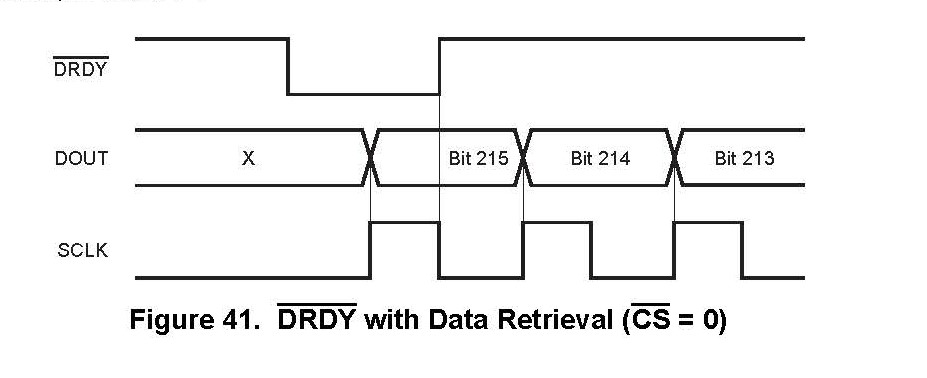 DRDY
DOUT X Bit 215 Bit 214 Bit 213
SCLK
Figure 41. DRDY with Data Retrieval (CS = 0)